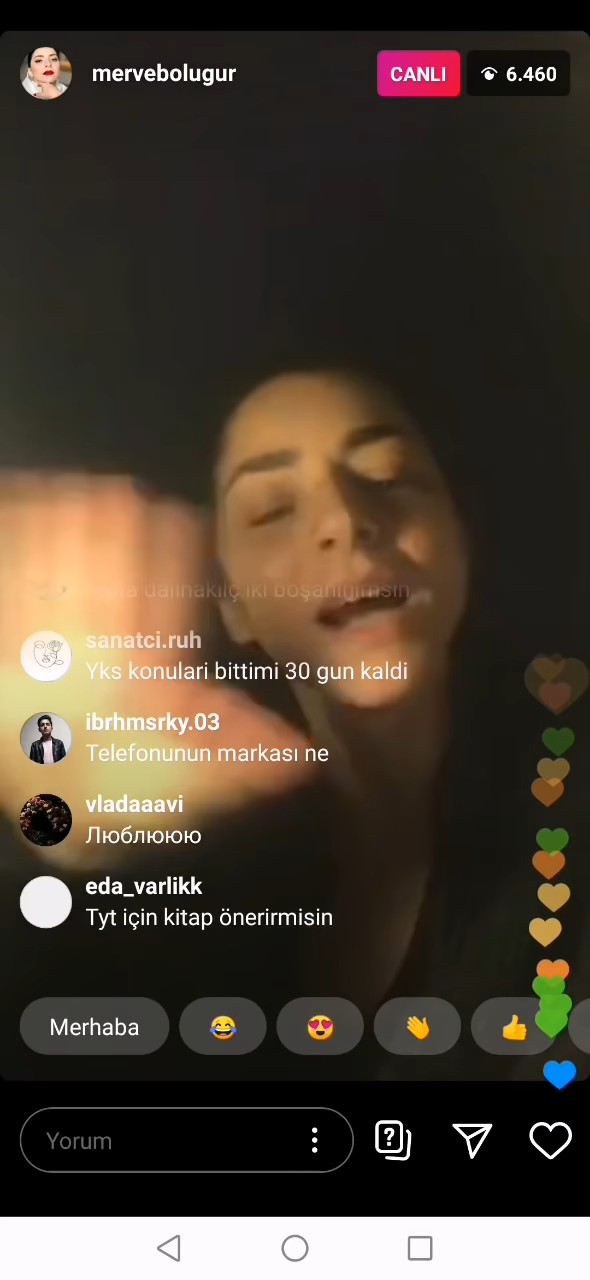 mervebolugur
CANLI
6.460
sanatci.ruh
Yks konulari bittimi 30 gun kaldi
ibrhmsrky.03
Telefonunun markası ne
vladaaavi
Люблююю
eda_varlikk
Tyt için kitap önerirmisin
Merhaba
Yorum